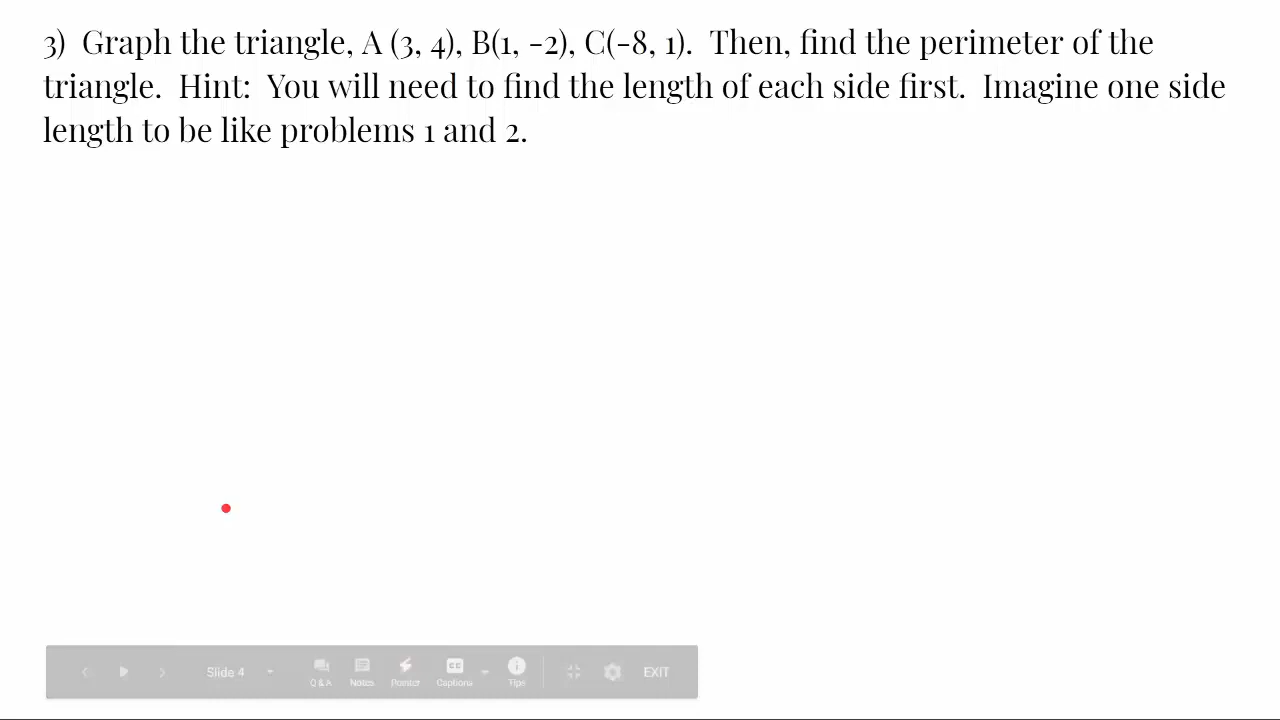 3)  Graph the triangle, A (3, 4), B(1, -2), C(-8, 1).  Then, find the perimeter of the
triangle.  Hint:  You will need to find the length of each side first.  Imagine one side
length to be like problems 1 and 2.
Slide 4
Q & A Notes Pointer Captions Tips EXIT